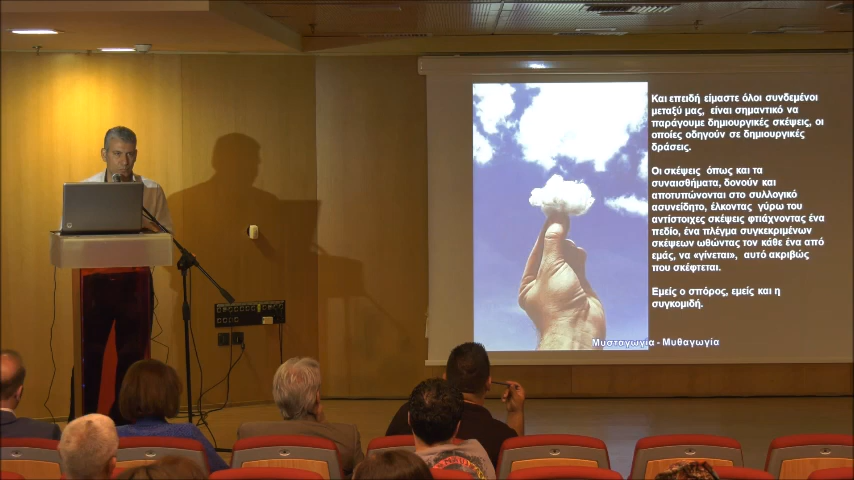 Και επειδή είμαστε όλοι συνδεμένοι
μεταξύ μας, είναι σημαντικό να
παράγουμε δημιουργικές σκέψεις, οι
οποίες οδηγούν σε δημιουργικές
δράσεις.
Οι σκέψεις όπως και τα
συναισθήματα, δονούν και
αποτυπώνονται στο συλλογικό
ασυνείδητο, έλκοντας γύρω του
αντίστοιχες σκέψεις φτιάχνοντας ένα
πεδίο, ένα πλέγμα συγκεκριμένων
σκέψεων ωθώντας τον κάθε ένα από
εμάς, να «γίνεται», αυτό ακριβώς
που σκέφτεται.
Εμείς ο σπόρος, εμείς και η
συγκομιδή.
Μυσταγωγία - Μυθαγωγία